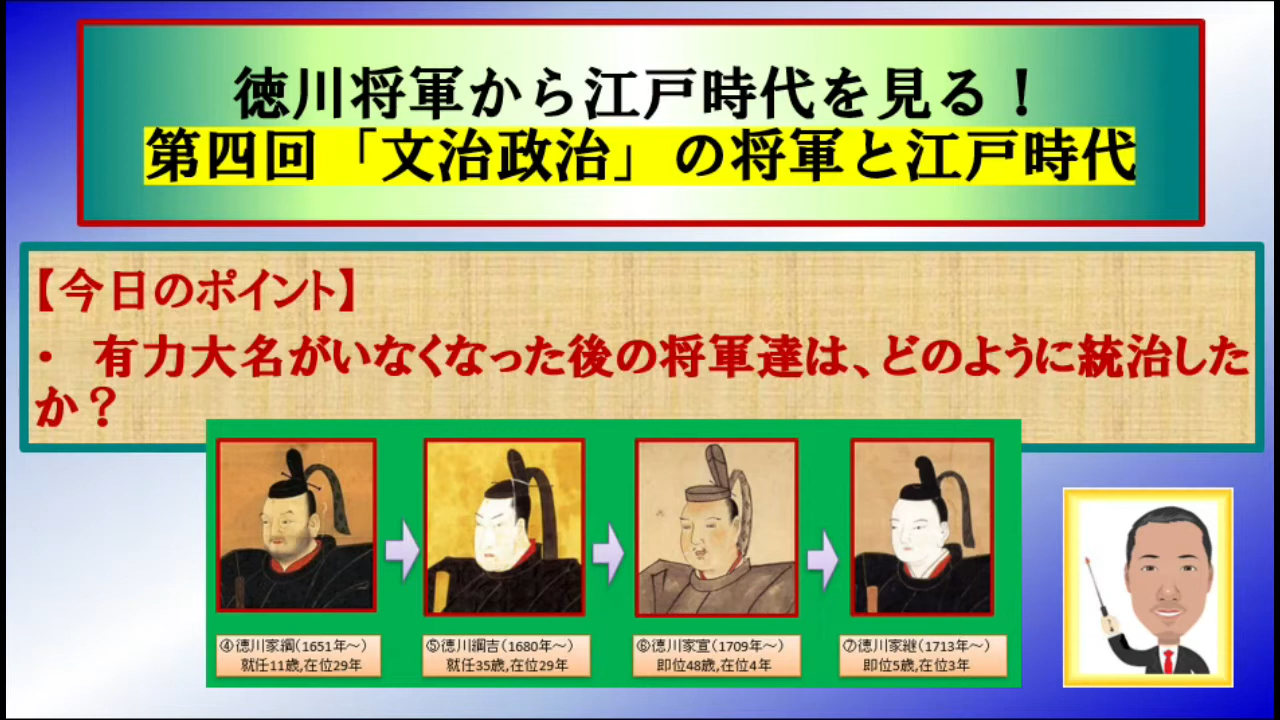 徳川将軍から江戸時代を見る！
第四回「文治政治」の将軍と江戸時代
【今日のポイント】
・ 有力大名がいなくなった後の将軍達は、どのように統治した
か？
④徳川家綱(1651年～)
就任11歳,在位29年
⑤徳川綱吉(1680年～)
就任35歳,在位29年
⑥徳川家宣(1709年～)
即位48歳,在位4年
⑦徳川家継(1713年～)
即位5歳,在位3年